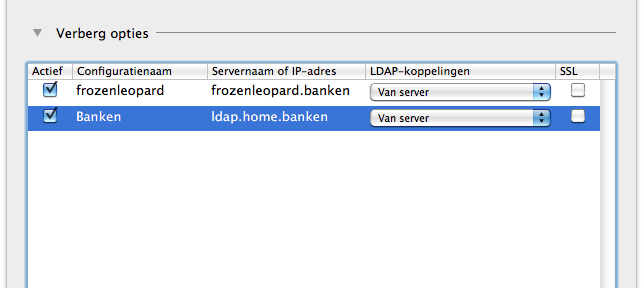 Verberg opties
Actief Configuratienaam Servernaam of IP-adres LDAP-koppelingen SSL
frozenleopard frozenleopard.banken Van server
Banken ldap.home.banken Van server